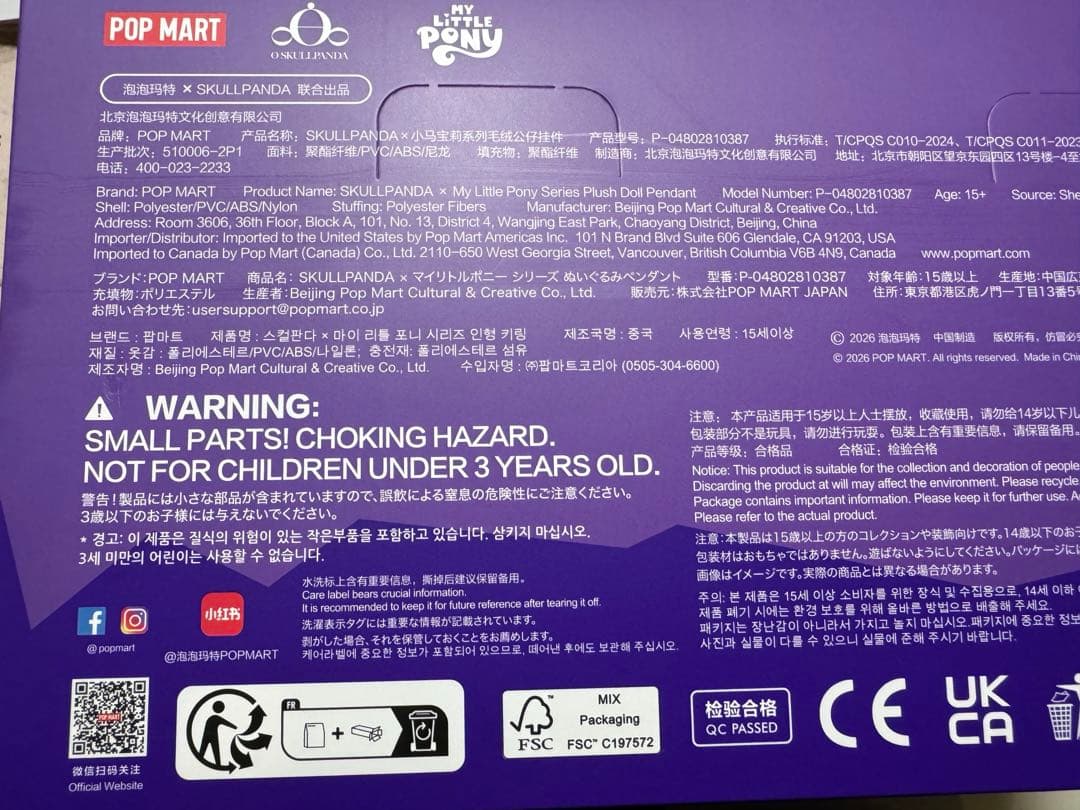 POP MART
O SKULLPANDA
MY LITTLE PONY
泡泡玛特 × SKULLPANDA 联合出品
北京泡泡玛特文化创意有限公司
品牌：POP MART 产品名称：SKULLPANDA×小马宝莉系列毛绒公仔挂件 产品型号：P-04802810387 执行标准：T/CPQS C010-2024、T/CPQS C011-2023
生产批次：510006-2P1 面料：聚酯纤维/PVC/ABS/尼龙 填充物：聚酯纤维 制造商：北京泡泡玛特文化创意有限公司 地址：北京市朝阳区望京东园四区13号楼-4至
电话：400-023-2233
Brand: POP MART Product Name: SKULLPANDA × My Little Pony Series Plush Doll Pendant Model Number: P-04802810387 Age: 15+ Source: She
Shell: Polyester/PVC/ABS/Nylon Stuffing: Polyester Fibers Manufacturer: Beijing Pop Mart Cultural & Creative Co., Ltd.
Address: Room 3606, 36th Floor, Block A, 101, No. 13, District 4, Wangjing East Park, Chaoyang District, Beijing, China
Importer/Distributor: Imported to the United States by Pop Mart Americas Inc. 101 N Brand Blvd Suite 606 Glendale, CA 91203, USA
Imported to Canada by Pop Mart (Canada) Co., Ltd. 2110-650 West Georgia Street, Vancouver, British Columbia V6B 4N9, Canada www.popmart.com
ブランド：POP MART 商品名：SKULLPANDA × マイリトルポニー シリーズ ぬいぐるみペンダント 型番：P-04802810387 対象年齢：15歳以上 生産地：中国広
充填物：ポリエステル 生産者：Beijing Pop Mart Cultural & Creative Co., Ltd. 販売元：株式会社POP MART JAPAN 住所：東京都港区虎ノ門一丁目13番5号
お問い合わせ先：usersupport@popmart.co.jp
브랜드 : 팝마트 제품명 : 스컬판다 × 마이 리틀 포니 시리즈 인형 키링 제조국명 : 중국 사용연령 : 15세이상
재질 : 옷감 : 폴리에스테르/PVC/ABS/나일론; 충전재: 폴리에스테르 섬유
제조자명 : Beijing Pop Mart Cultural & Creative Co., Ltd. 수입자명 : ㈜팝마트코리아 (0505-304-6600)
© 2026 泡泡玛特 中国制造 版权所有，仿冒必
© 2026 POP MART. All rights reserved. Made in Chin
WARNING:
SMALL PARTS! CHOKING HAZARD.
NOT FOR CHILDREN UNDER 3 YEARS OLD.
警告！製品には小さな部品が含まれていますので、誤飲による窒息の危険性にご注意ください。
3歳以下のお子様には与えないでください。
* 경고: 이 제품은 질식의 위험이 있는 작은부품을 포함하고 있습니다. 삼키지 마십시오.
3세 미만의 어린이는 사용할 수 없습니다.
注意： 本产品适用于15岁以上人士摆放，收藏使用，请勿给14岁以下儿
包装部分不是玩具，请勿进行玩耍。包装上含有重要信息，请保留备用。
产品等级：合格品 合格证：检验合格
Notice: This product is suitable for the collection and decoration of people
Discarding the product at will may affect the environment. Please recycle
Package contains important information. Please keep it for further use. A
Please refer to the actual product.
注意：本製品は15歳以上の方のコレクションや装飾向けです。14歳以下のお子
包装材はおもちゃではありません。遊ばないようにしてください。パッケージに
画像はイメージです。実際の商品とは異なる場合があります。
주의: 본 제품은 15세 이상 소비자를 위한 장식 및 수집용으로, 14세 이하
제품 폐기 시에는 환경 보호를 위해 올바른 방법으로 배출해 주세요.
패키지는 장난감이 아니라서 가지고 놀지 마십시오.패키지에 중요한 정보
사진과 실물이 다를 수 있으니 실물에 준해 주시기 바랍니다.
水洗标上含有重要信息，撕掉后建议保留备用。
Care label bears crucial information.
It is recommended to keep it for future reference after tearing it off.
洗濯表示タグには重要な情報が記載されています。
剥がした場合、それを保管しておくことをお薦めします。
케어라벨에 중요한 정보가 포함되어 있으므로, 떼어낸 후에도 보관해 주십시오.
@popmart
小红书
@泡泡玛特POPMART
POP MART
微信扫码关注
Official Website
FR
+
FSC
MIX
Packaging
FSC™ C197572
检验合格
QC PASSED
CE
UK
CA